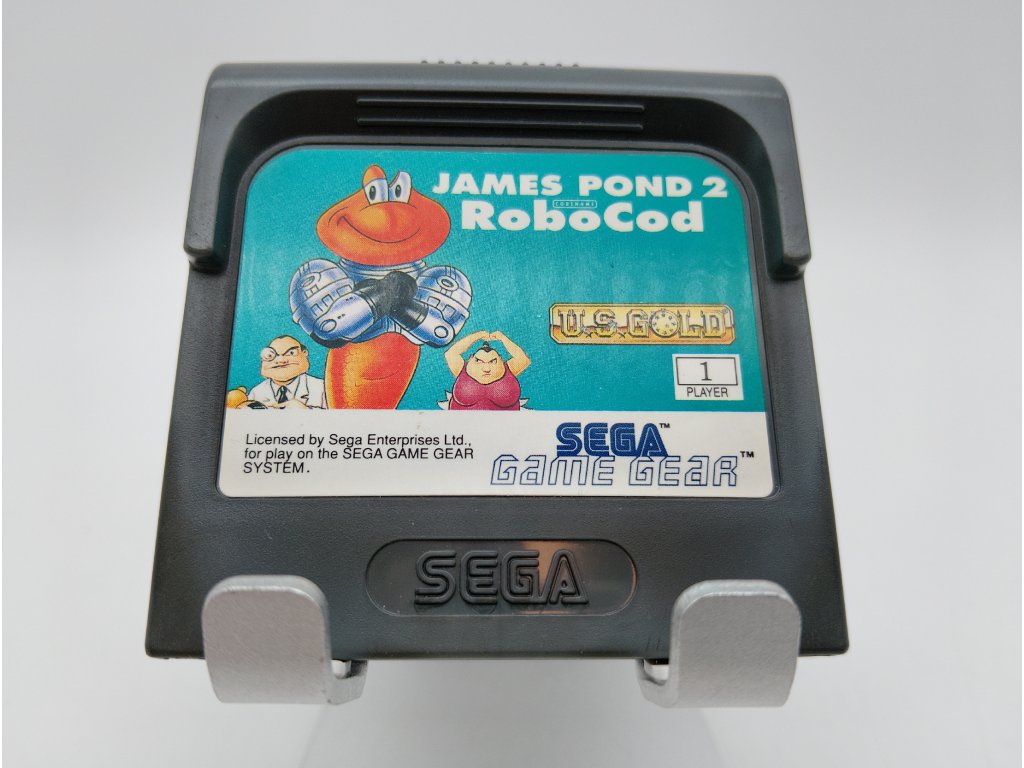 JAMES POND 2
CODENAME
RoboCod
U.S. GOLD
1
PLAYER
Licensed by Sega Enterprises Ltd.,
for play on the SEGA GAME GEAR
SYSTEM.
SEGA™
GAME GEAR™
SEGA